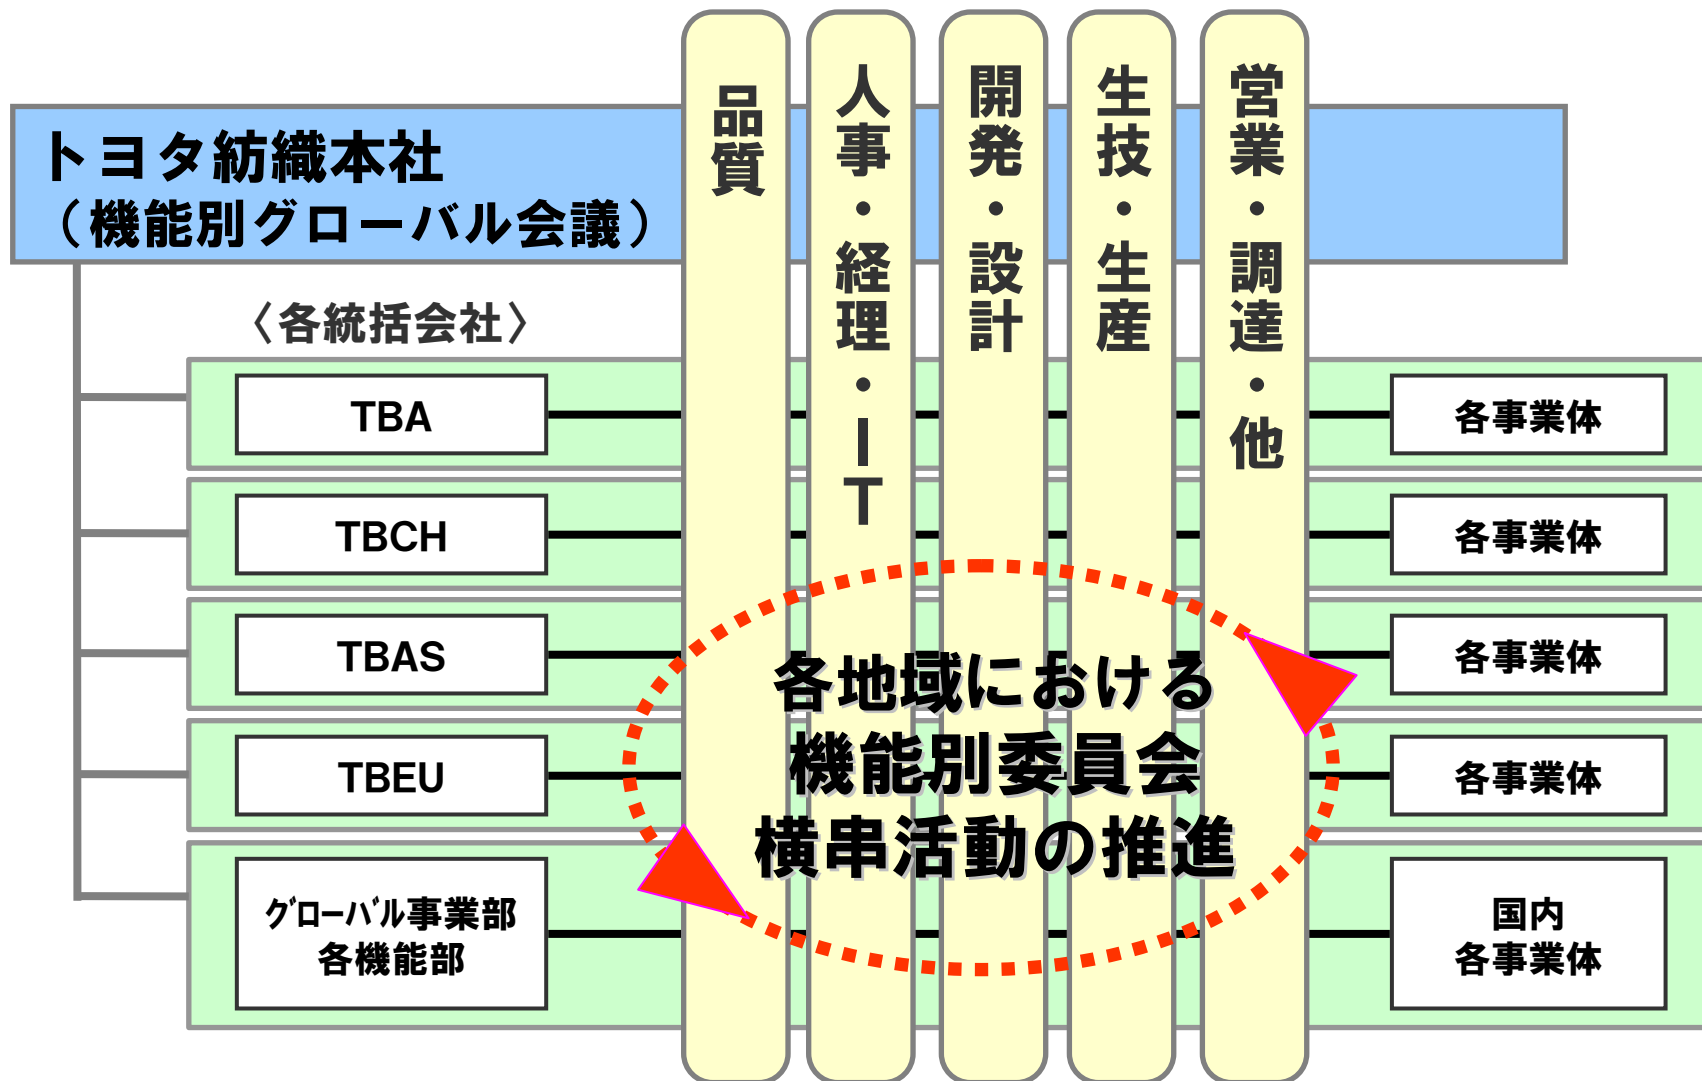 トヨタ紡織本社
（機能別グローバル会議）
品質
人事・経理・IT
開発・設計
生技・生産
営業・調達・他
〈各統括会社〉
TBA
各事業体
TBCH
各事業体
TBAS
各事業体
TBEU
各事業体
グローバル事業部
各機能部
国内
各事業体
各地域における
機能別委員会
横串活動の推進